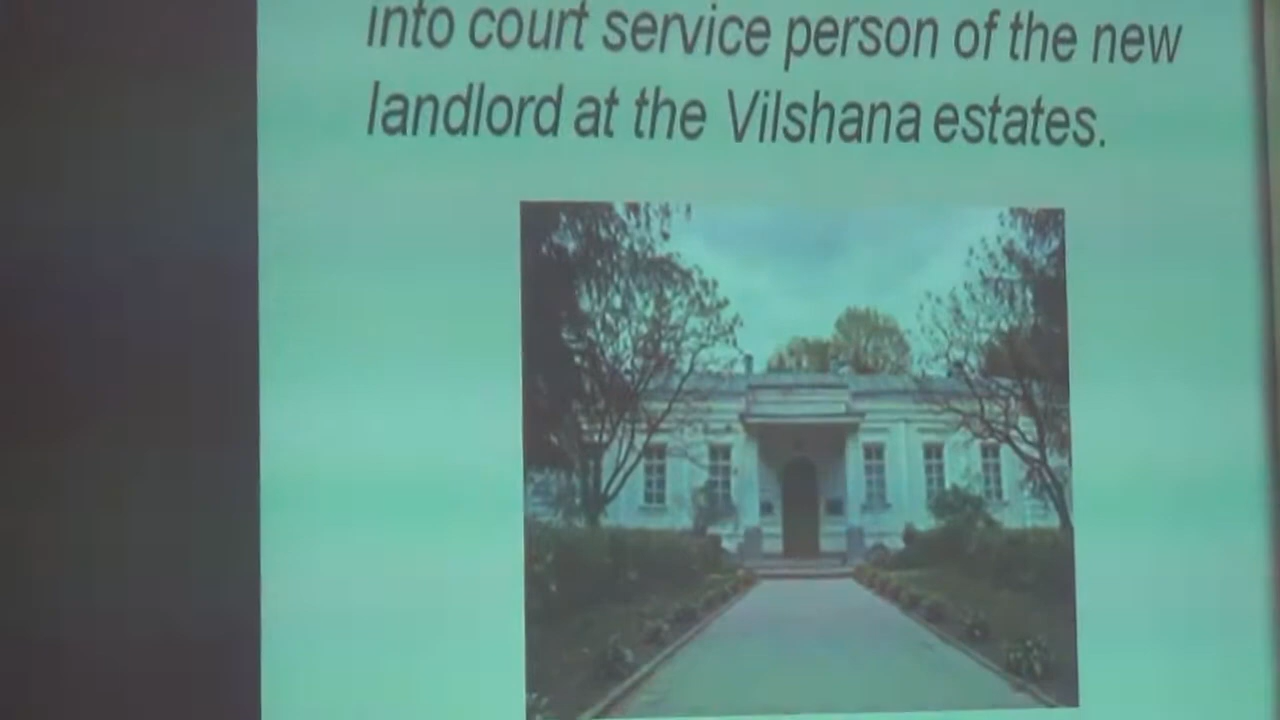 into court service person of the new
landlord at the Vilshana estates.